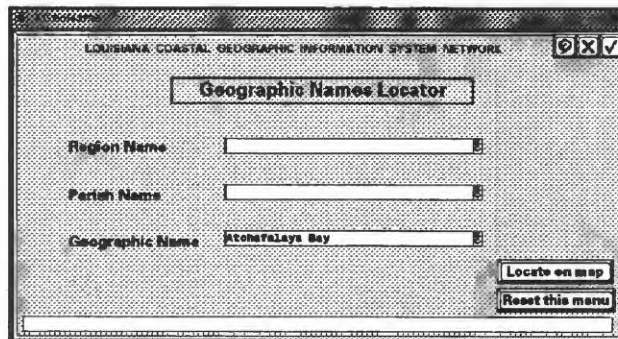 LOUISIANA COASTAL GEOGRAPHIC INFORMATION SYSTEM NETWORK
Geographic Names Locator
Region Name
Parish Name
Geographic Name Atchafalaya Bay
Locate on map
Reset this menu